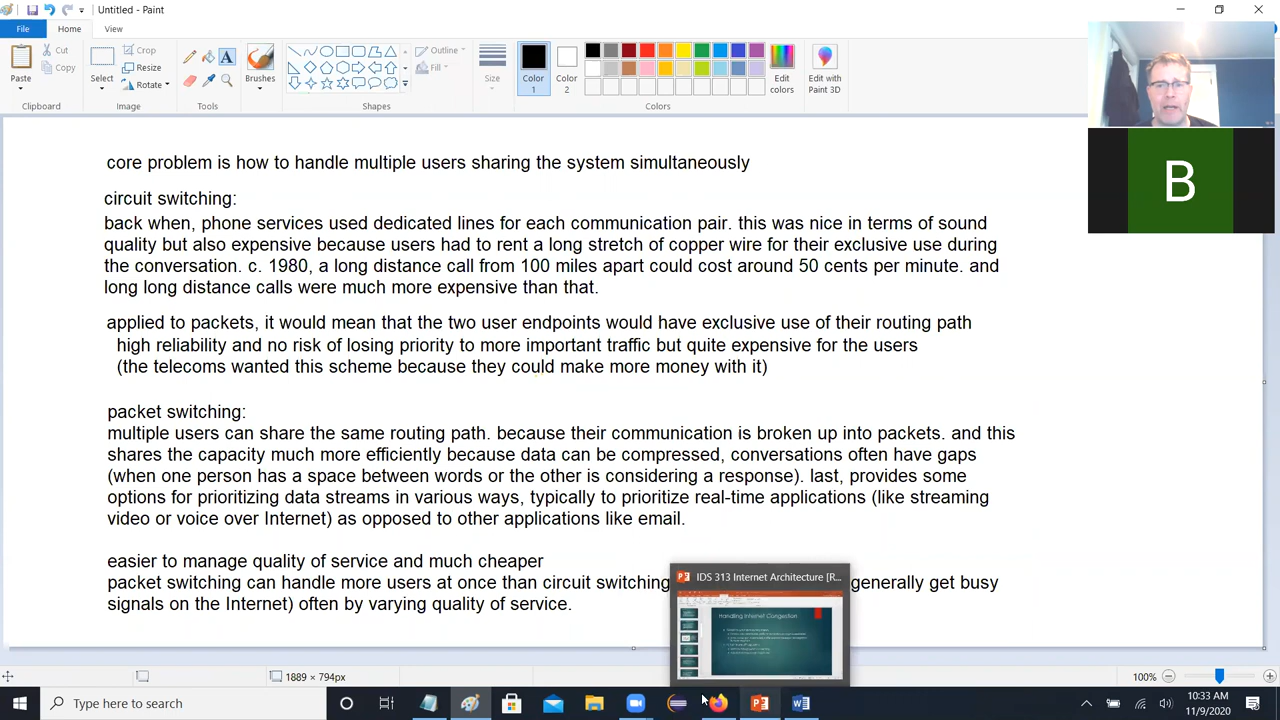 Untitled - Paint
File
Home
View
Paste
Cut
Copy
Clipboard
Select
Crop
Resize
Rotate
Image
Tools
Brushes
Outline
Fill
Shapes
Size
Color 1
Color 2
Colors
Edit colors
Edit with Paint 3D
B
core problem is how to handle multiple users sharing the system simultaneously
circuit switching:
back when, phone services used dedicated lines for each communication pair. this was nice in terms of sound
quality but also expensive because users had to rent a long stretch of copper wire for their exclusive use during
the conversation. c. 1980, a long distance call from 100 miles apart could cost around 50 cents per minute. and
long long distance calls were much more expensive than that.
applied to packets, it would mean that the two user endpoints would have exclusive use of their routing path
high reliability and no risk of losing priority to more important traffic but quite expensive for the users
(the telecoms wanted this scheme because they could make more money with it)
packet switching:
multiple users can share the same routing path. because their communication is broken up into packets. and this
shares the capacity much more efficiently because data can be compressed, conversations often have gaps
(when one person has a space between words or the other is considering a response). last, provides some
options for prioritizing data streams in various ways, typically to prioritize real-time applications (like streaming
video or voice over Internet) as opposed to other applications like email.
easier to manage quality of service and much cheaper
packet switching can handle more users at once than circuit switching generally get busy
signals on the Internet often by varying quality of service.
IDS 313 Internet Architecture [R...
Handling Internet Congestion
100%
Type here to search
10:33 AM
11/9/2020